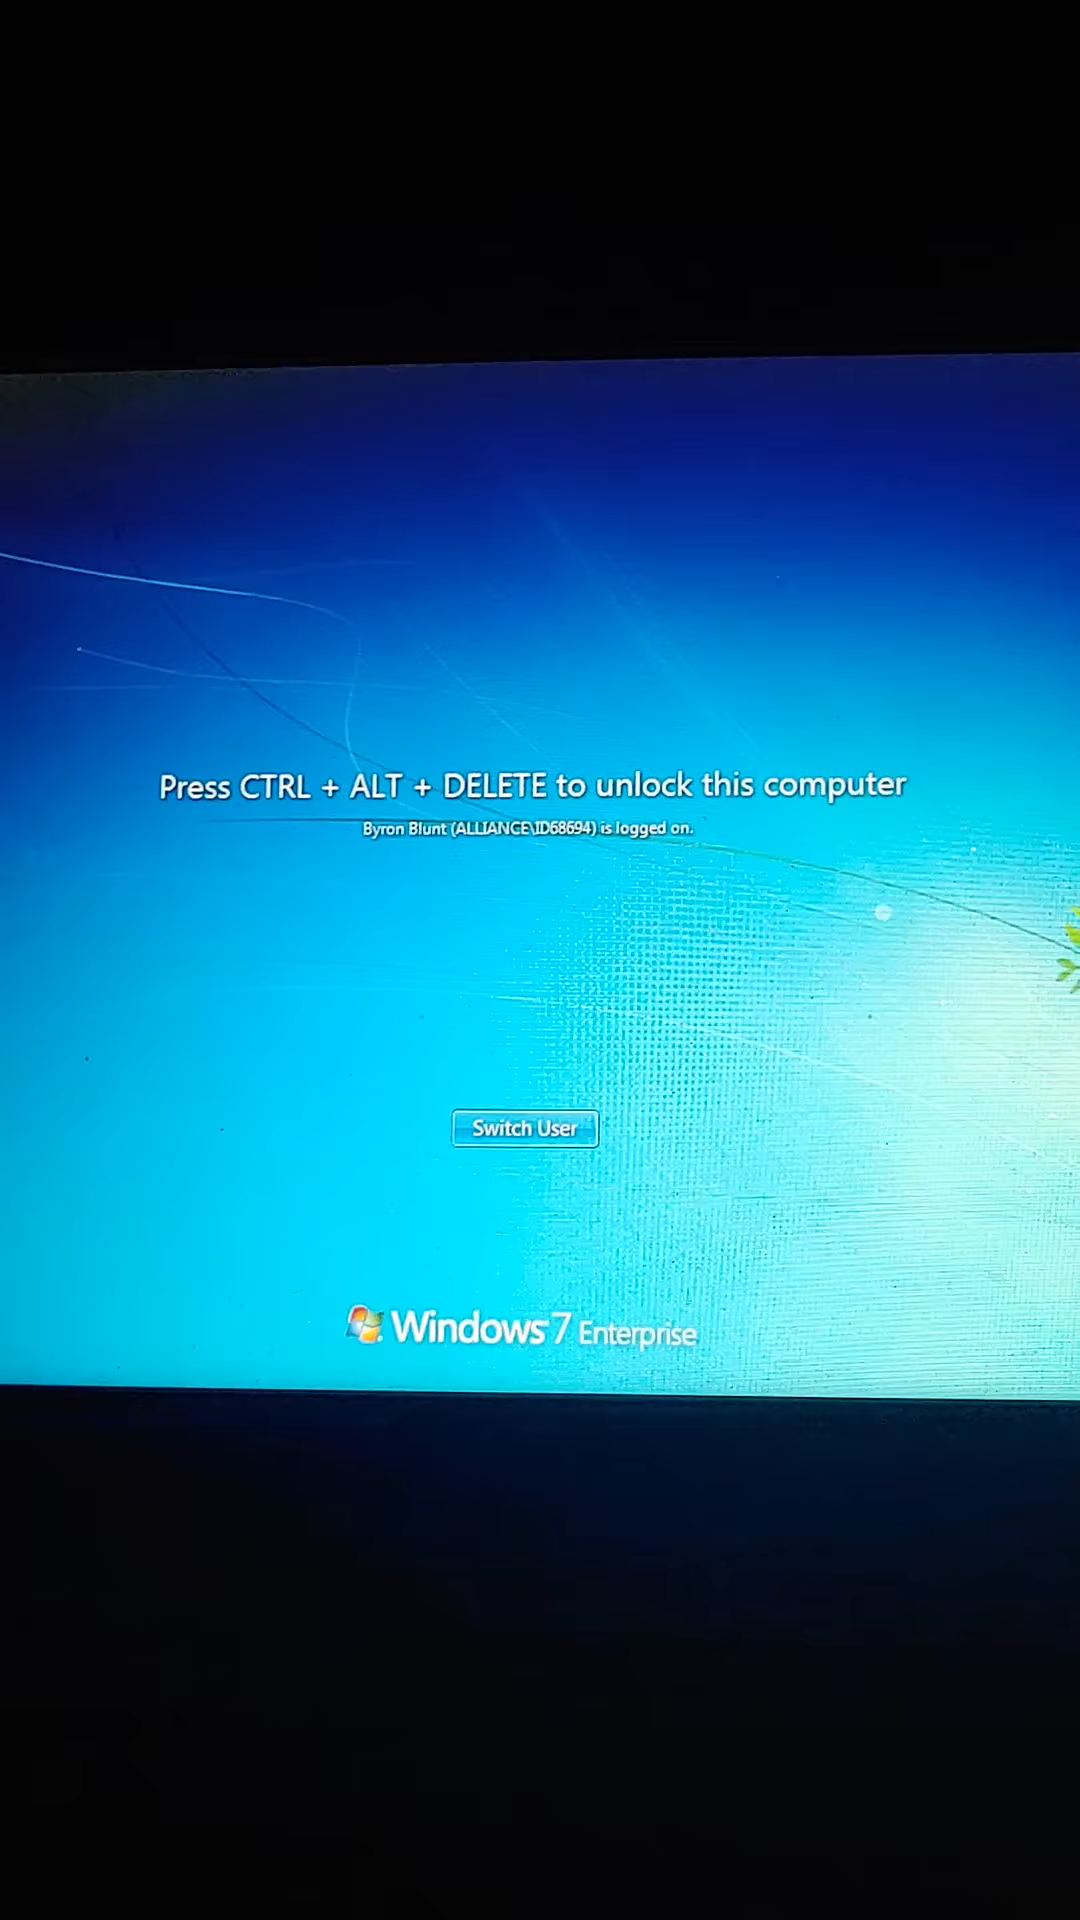 Press CTRL + ALT + DELETE to unlock this computer
Byron Blunt (ALLIANCE\ID68694) is logged on.
Switch User
Windows 7 Enterprise